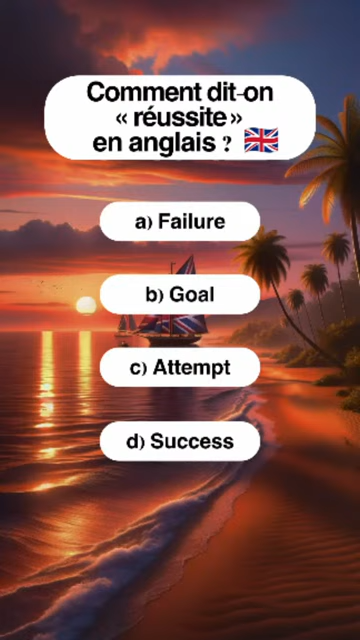 Comment dit-on
« réussite »
en anglais ? 🇬🇧
a) Failure
b) Goal
c) Attempt
d) Success